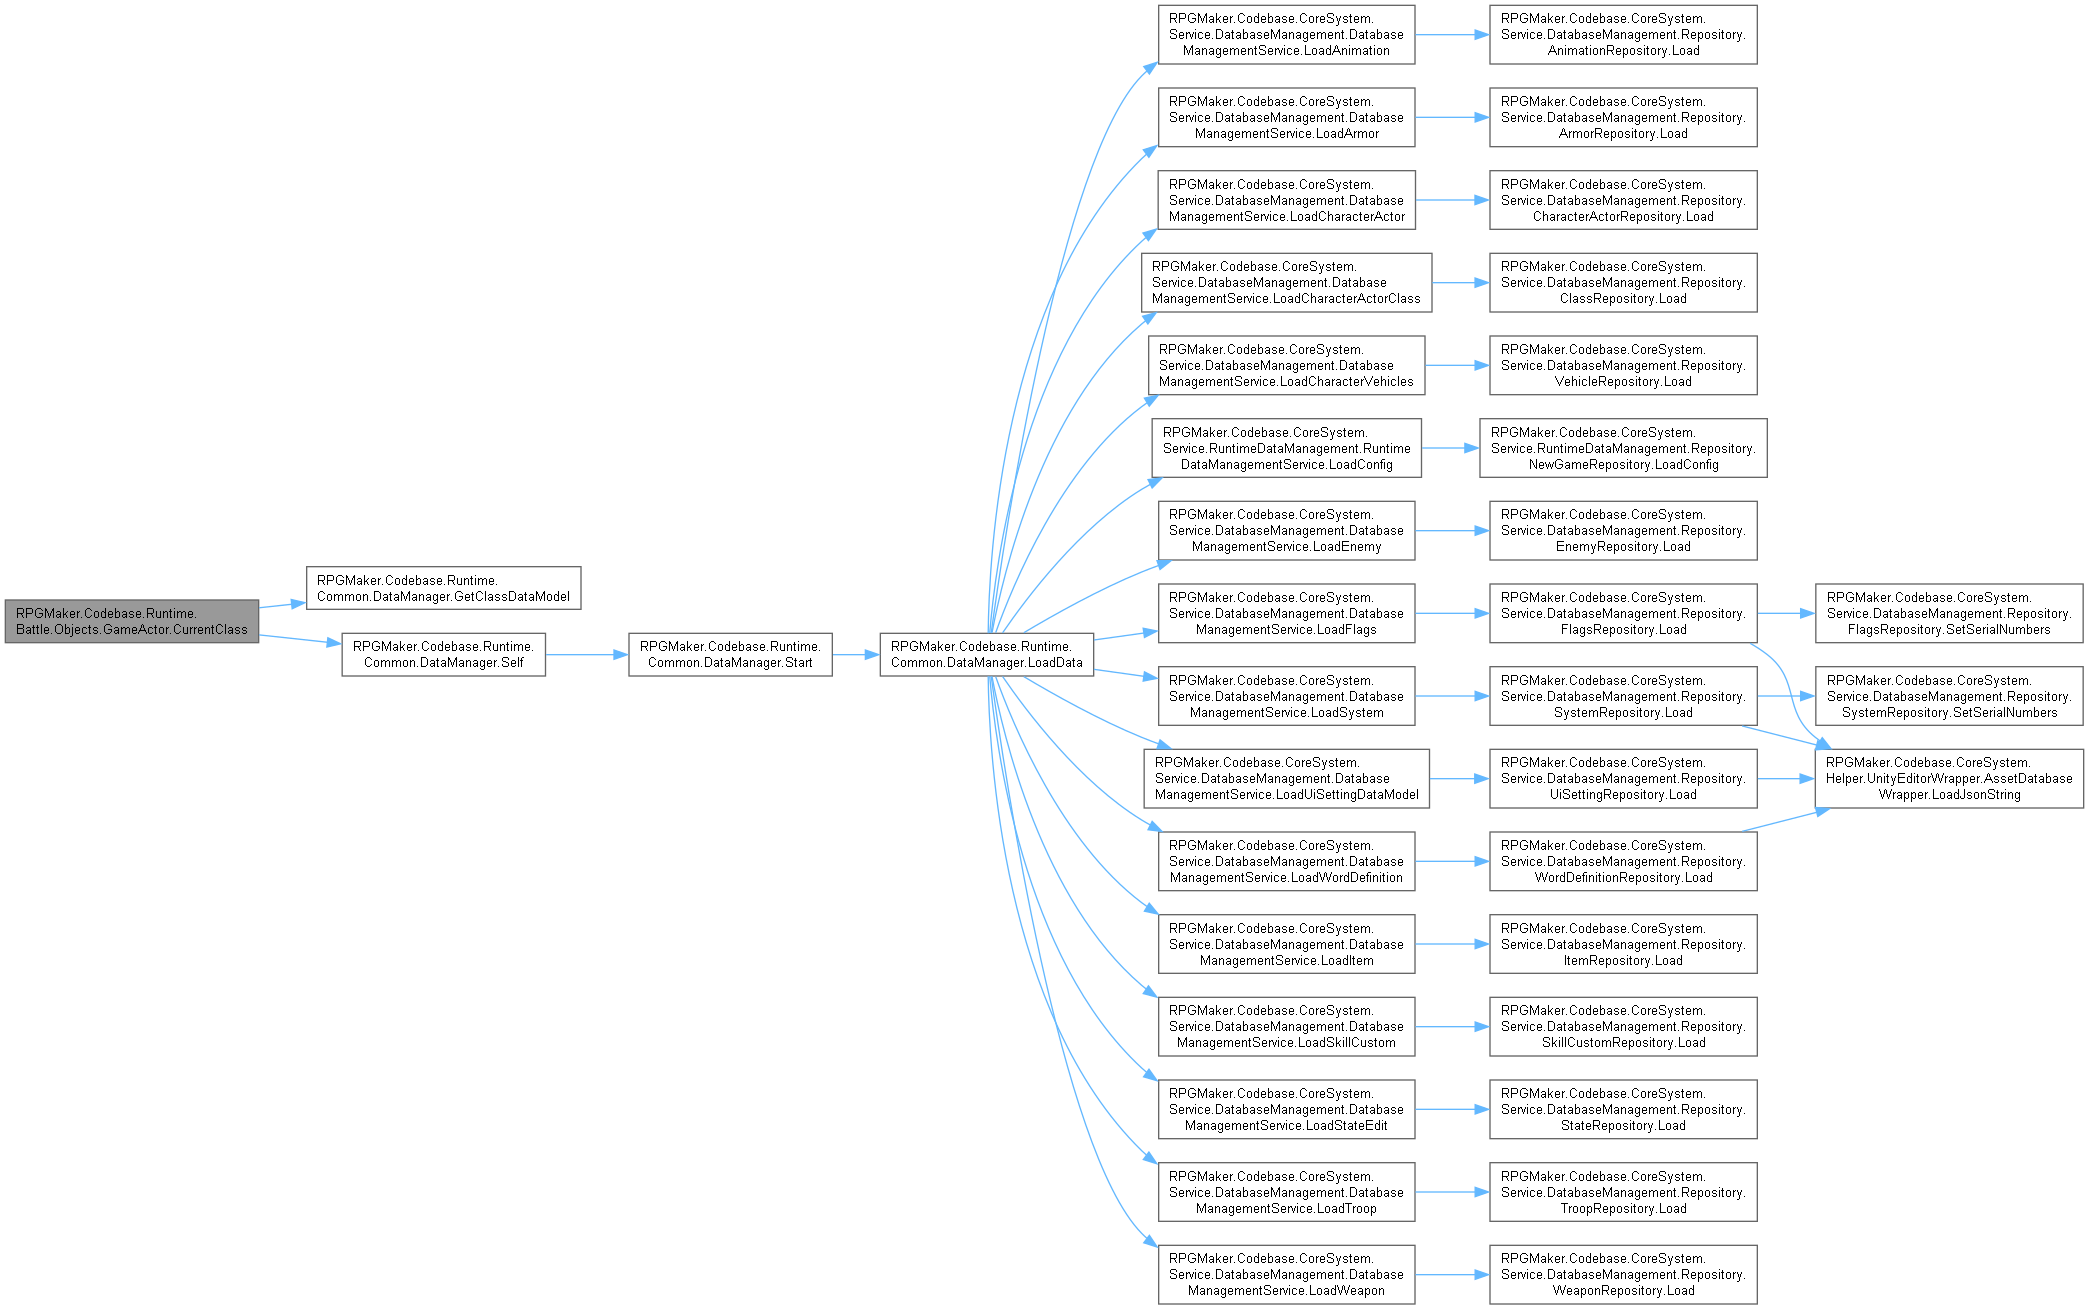 RPGMaker.Codebase.Runtime.
Battle.Objects.GameActor.CurrentClass
RPGMaker.Codebase.Runtime.
Common.DataManager.GetClassDataModel
RPGMaker.Codebase.Runtime.
Common.DataManager.Self
RPGMaker.Codebase.Runtime.
Common.DataManager.Start
RPGMaker.Codebase.Runtime.
Common.DataManager.LoadData
RPGMaker.Codebase.CoreSystem.
Service.DatabaseManagement.Database
ManagementService.LoadAnimation
RPGMaker.Codebase.CoreSystem.
Service.DatabaseManagement.Repository.
AnimationRepository.Load
RPGMaker.Codebase.CoreSystem.
Service.DatabaseManagement.Database
ManagementService.LoadArmor
RPGMaker.Codebase.CoreSystem.
Service.DatabaseManagement.Repository.
ArmorRepository.Load
RPGMaker.Codebase.CoreSystem.
Service.DatabaseManagement.Database
ManagementService.LoadCharacterActor
RPGMaker.Codebase.CoreSystem.
Service.DatabaseManagement.Repository.
CharacterActorRepository.Load
RPGMaker.Codebase.CoreSystem.
Service.DatabaseManagement.Database
ManagementService.LoadCharacterActorClass
RPGMaker.Codebase.CoreSystem.
Service.DatabaseManagement.Repository.
ClassRepository.Load
RPGMaker.Codebase.CoreSystem.
Service.DatabaseManagement.Database
ManagementService.LoadCharacterVehicles
RPGMaker.Codebase.CoreSystem.
Service.DatabaseManagement.Repository.
VehicleRepository.Load
RPGMaker.Codebase.CoreSystem.
Service.RuntimeDataManagement.Runtime
DataManagementService.LoadConfig
RPGMaker.Codebase.CoreSystem.
Service.RuntimeDataManagement.Repository.
NewGameRepository.LoadConfig
RPGMaker.Codebase.CoreSystem.
Service.DatabaseManagement.Database
ManagementService.LoadEnemy
RPGMaker.Codebase.CoreSystem.
Service.DatabaseManagement.Repository.
EnemyRepository.Load
RPGMaker.Codebase.CoreSystem.
Service.DatabaseManagement.Database
ManagementService.LoadFlags
RPGMaker.Codebase.CoreSystem.
Service.DatabaseManagement.Repository.
FlagsRepository.Load
RPGMaker.Codebase.CoreSystem.
Service.DatabaseManagement.Repository.
FlagsRepository.SetSerialNumbers
RPGMaker.Codebase.CoreSystem.
Service.DatabaseManagement.Database
ManagementService.LoadSystem
RPGMaker.Codebase.CoreSystem.
Service.DatabaseManagement.Repository.
SystemRepository.Load
RPGMaker.Codebase.CoreSystem.
Service.DatabaseManagement.Repository.
SystemRepository.SetSerialNumbers
RPGMaker.Codebase.CoreSystem.
Service.DatabaseManagement.Database
ManagementService.LoadUiSettingDataModel
RPGMaker.Codebase.CoreSystem.
Service.DatabaseManagement.Repository.
UiSettingRepository.Load
RPGMaker.Codebase.CoreSystem.
Helper.UnityEditorWrapper.AssetDatabase
Wrapper.LoadJsonString
RPGMaker.Codebase.CoreSystem.
Service.DatabaseManagement.Database
ManagementService.LoadWordDefinition
RPGMaker.Codebase.CoreSystem.
Service.DatabaseManagement.Repository.
WordDefinitionRepository.Load
RPGMaker.Codebase.CoreSystem.
Service.DatabaseManagement.Database
ManagementService.LoadItem
RPGMaker.Codebase.CoreSystem.
Service.DatabaseManagement.Repository.
ItemRepository.Load
RPGMaker.Codebase.CoreSystem.
Service.DatabaseManagement.Database
ManagementService.LoadSkillCustom
RPGMaker.Codebase.CoreSystem.
Service.DatabaseManagement.Repository.
SkillCustomRepository.Load
RPGMaker.Codebase.CoreSystem.
Service.DatabaseManagement.Database
ManagementService.LoadStateEdit
RPGMaker.Codebase.CoreSystem.
Service.DatabaseManagement.Repository.
StateRepository.Load
RPGMaker.Codebase.CoreSystem.
Service.DatabaseManagement.Database
ManagementService.LoadTroop
RPGMaker.Codebase.CoreSystem.
Service.DatabaseManagement.Repository.
TroopRepository.Load
RPGMaker.Codebase.CoreSystem.
Service.DatabaseManagement.Database
ManagementService.LoadWeapon
RPGMaker.Codebase.CoreSystem.
Service.DatabaseManagement.Repository.
WeaponRepository.Load